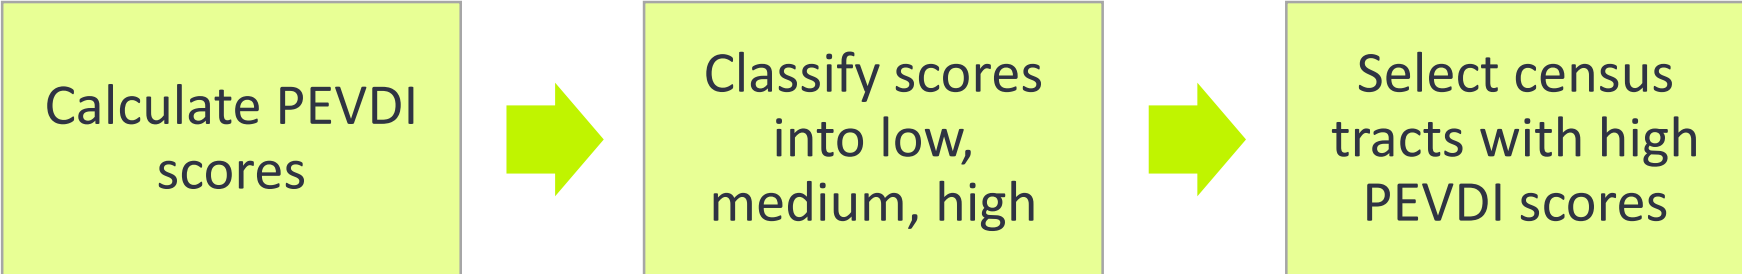 Calculate PEVDI
scores
Classify scores
into low,
medium, high
Select census
tracts with high
PEVDI scores